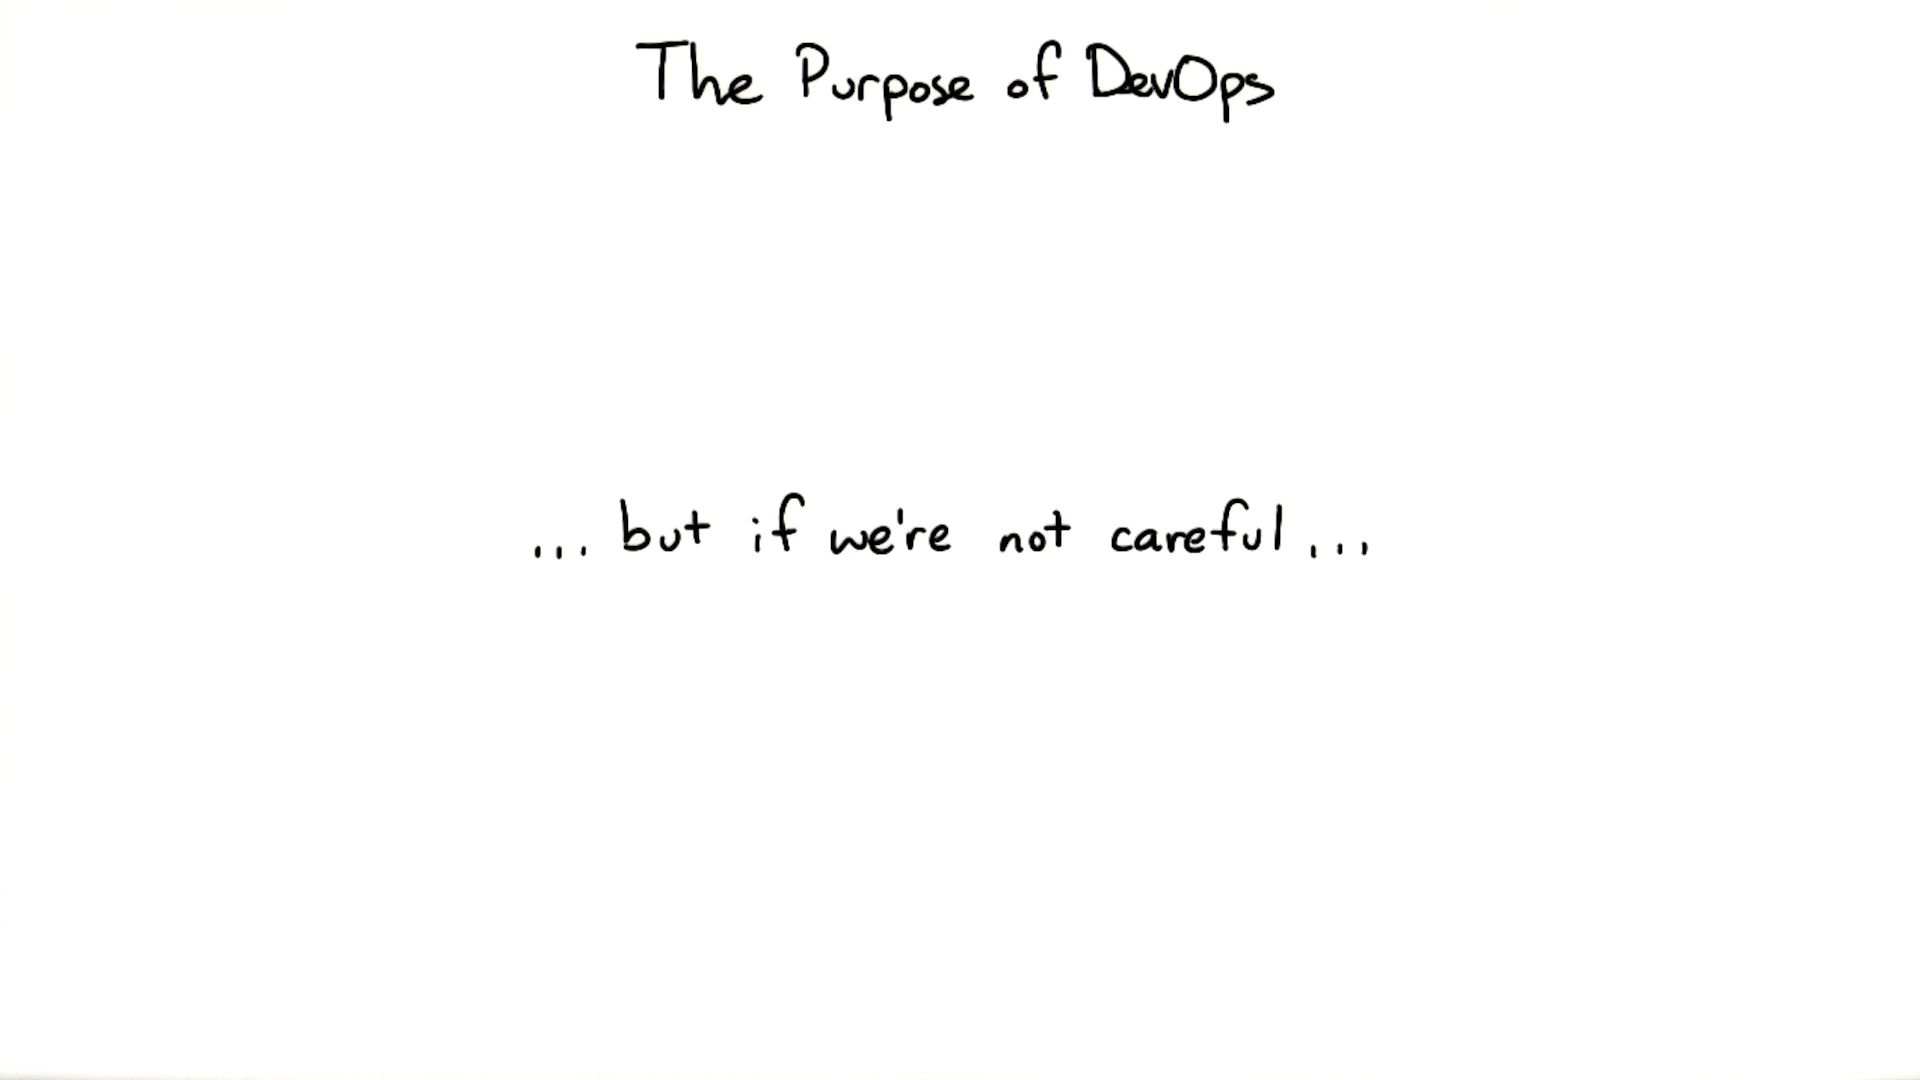 The Purpose of DevOps
... but if we're not careful ...